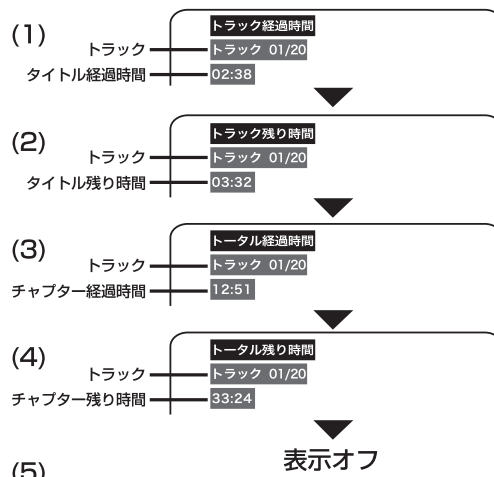 (1)
トラック経過時間
トラック トラック 01/20
タイトル経過時間 02:38
(2)
トラック残り時間
トラック トラック 01/20
タイトル残り時間 03:32
(3)
トータル経過時間
トラック トラック 01/20
チャプター経過時間 12:51
(4)
トータル残り時間
トラック トラック 01/20
チャプター残り時間 33:24
表示オフ
(5)